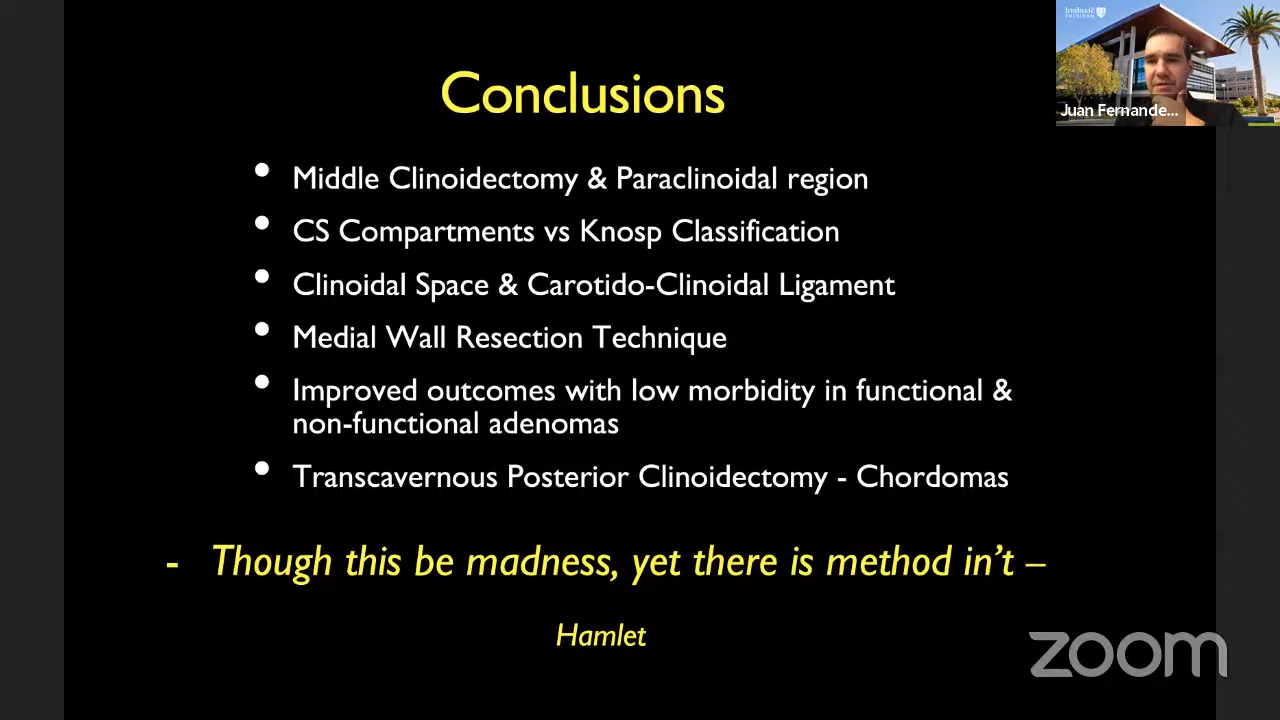 Conclusions
• Middle Clinoidectomy & Paraclinoidal region
• CS Compartments vs Knosp Classification
• Clinoidal Space & Carotido-Clinoidal Ligament
• Medial Wall Resection Technique
• Improved outcomes with low morbidity in functional &
non-functional adenomas
• Transcavernous Posterior Clinoidectomy - Chordomas
- Though this be madness, yet there is method in’t –
Hamlet
Stanford
MEDICINE
Juan Fernande...
zoom